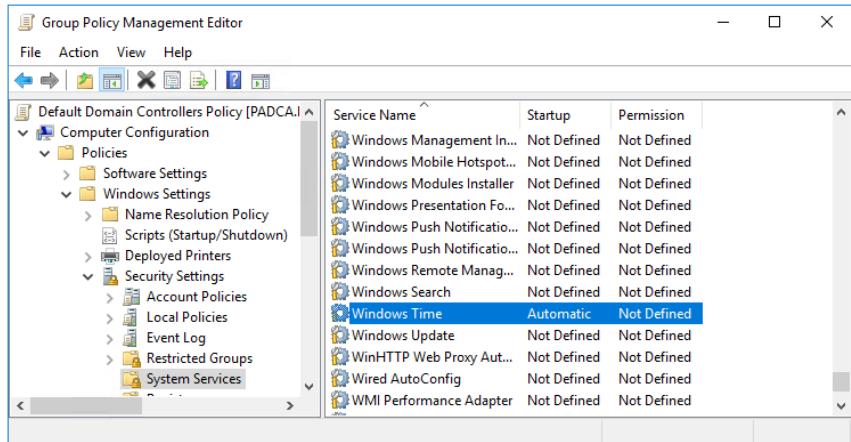 Group Policy Management Editor
File Action View Help
Default Domain Controllers Policy [PADCA.
Computer Configuration
Policies
Software Settings
Windows Settings
Name Resolution Policy
Scripts (Startup/Shutdown)
Deployed Printers
Security Settings
Account Policies
Local Policies
Event Log
Restricted Groups
System Services
Service Name Startup Permission
Windows Management In... Not Defined Not Defined
Windows Mobile Hotspot... Not Defined Not Defined
Windows Modules Installer Not Defined Not Defined
Windows Presentation Fo... Not Defined Not Defined
Windows Push Notificatio... Not Defined Not Defined
Windows Push Notificatio... Not Defined Not Defined
Windows Remote Manag... Not Defined Not Defined
Windows Search Not Defined Not Defined
Windows Time Automatic Not Defined
Windows Update Not Defined Not Defined
WinHTTP Web Proxy Aut... Not Defined Not Defined
Wired AutoConfig Not Defined Not Defined
WMI Performance Adapter Not Defined Not Defined